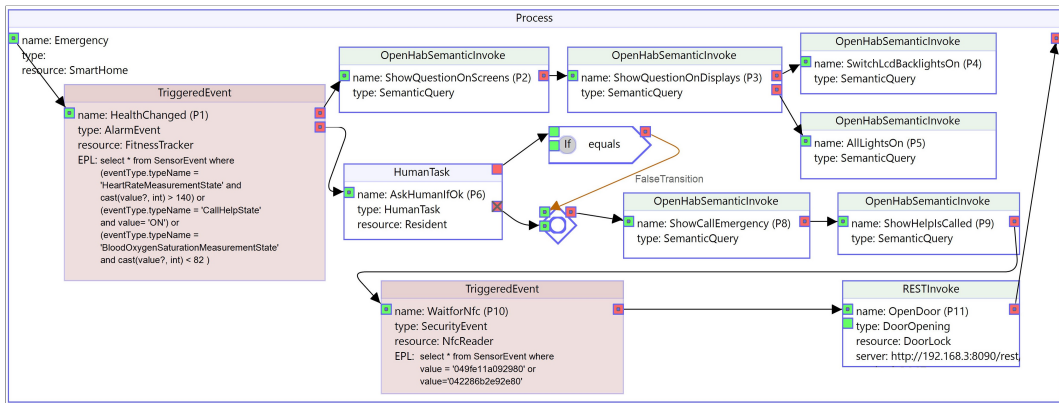 Process
name: Emergency
type:
resource: SmartHome
TriggeredEvent
name: HealthChanged (P1)
type: AlarmEvent
resource: FitnessTracker
EPL: select * from SensorEvent where
(eventType.typeName =
'HeartRateMeasurementState' and
cast(value?, int) > 140) or
(eventType.typeName = 'CallHelpState'
and value= 'ON') or
(eventType.typeName =
'BloodOxygenSaturationMeasurementState'
and cast(value?, int) < 82 )
OpenHabSemanticInvoke
name: ShowQuestionOnScreens (P2)
type: SemanticQuery
OpenHabSemanticInvoke
name: ShowQuestionOnDisplays (P3)
type: SemanticQuery
OpenHabSemanticInvoke
name: SwitchLcdBacklightsOn (P4)
type: SemanticQuery
OpenHabSemanticInvoke
name: AllLightsOn (P5)
type: SemanticQuery
HumanTask
name: AskHumanIfOk (P6)
type: HumanTask
resource: Resident
If equals
FalseTransition
OpenHabSemanticInvoke
name: ShowCallEmergency (P8)
type: SemanticQuery
OpenHabSemanticInvoke
name: ShowHelpIsCalled (P9)
type: SemanticQuery
TriggeredEvent
name: WaitforNfc (P10)
type: SecurityEvent
resource: NfcReader
EPL: select * from SensorEvent where
value = '049fe11a092980' or
value='042286b2e92e80'
RESTInvoke
name: OpenDoor (P11)
type: DoorOpening
resource: DoorLock
server: http://192.168.3:8090/rest,